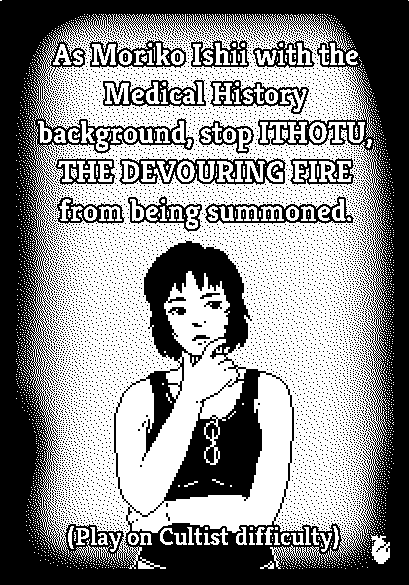 As Moriko Ishii with the
Medical History
background, stop ITHOTU,
THE DEVOURING FIRE
from being summoned.
(Play on Cultist difficulty)